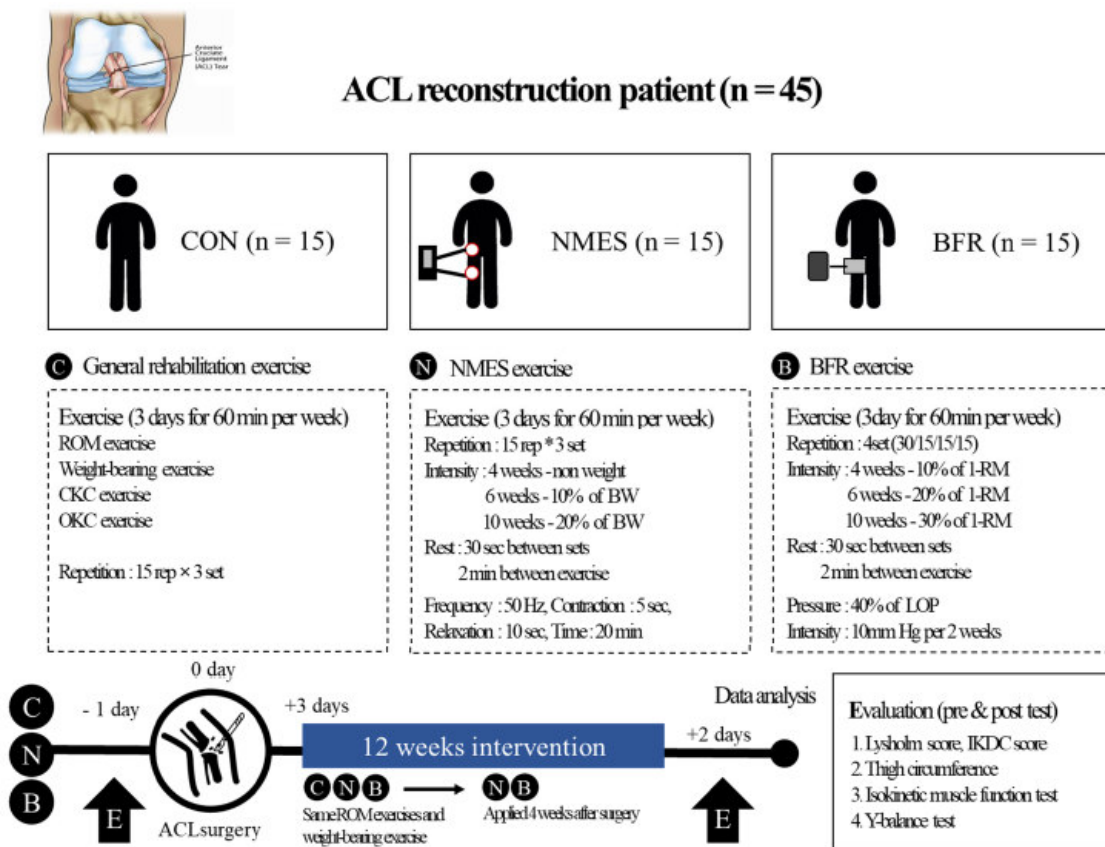 Anterior
Cruciate
Ligament
(ACL) Tear
ACL reconstruction patient (n = 45)
CON (n = 15)
NMES (n = 15)
BFR (n = 15)
C General rehabilitation exercise
Exercise (3 days for 60 min per week)
ROM exercise
Weight-bearing exercise
CKC exercise
OKC exercise
Repetition : 15 rep × 3 set
N NMES exercise
Exercise (3 days for 60 min per week)
Repetition : 15 rep * 3 set
Intensity : 4 weeks - non weight
6 weeks - 10% of BW
10 weeks - 20% of BW
Rest : 30 sec between sets
2 min between exercise
Frequency : 50 Hz, Contraction : 5 sec,
Relaxation : 10 sec, Time : 20 min
B BFR exercise
Exercise (3day for 60min per week)
Repetition : 4set (30/15/15/15)
Intensity : 4 weeks - 10% of 1-RM
6 weeks - 20% of 1-RM
10 weeks - 30% of 1-RM
Rest : 30 sec between sets
2 min between exercise
Pressure : 40% of LOP
Intensity : 10mm Hg per 2 weeks
C
N
B
- 1 day
E
0 day
ACL surgery
+3 days
12 weeks intervention
C N B
Same ROM exercises and
weight-bearing exercise
N B
Applied 4 weeks after surgery
+2 days
E
Data analysis
Evaluation (pre & post test)
1. Lysholm score, IKDC score
2. Thigh circumference
3. Isokinetic muscle function test
4. Y-balance test